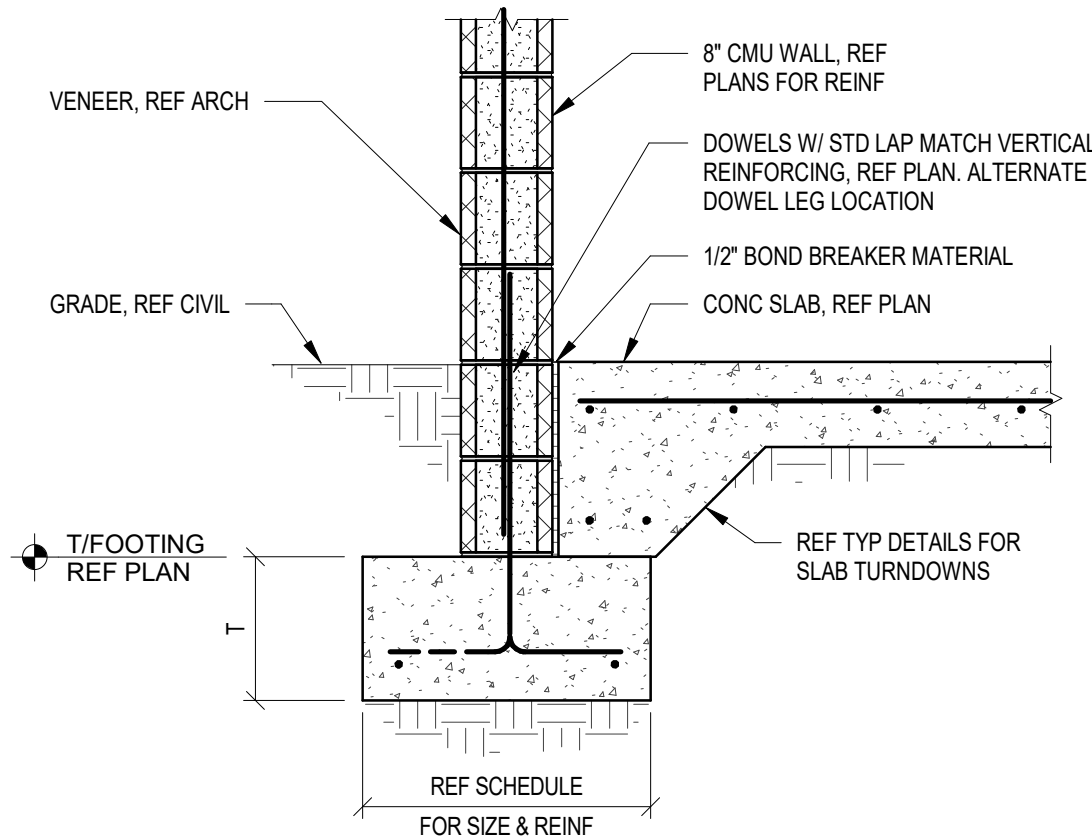 VENEER, REF ARCH
8" CMU WALL, REF
PLANS FOR REINF
DOWELS W/ STD LAP MATCH VERTICAL
REINFORCING, REF PLAN. ALTERNATE
DOWEL LEG LOCATION
1/2" BOND BREAKER MATERIAL
GRADE, REF CIVIL
CONC SLAB, REF PLAN
T/FOOTING
REF PLAN
REF TYP DETAILS FOR
SLAB TURNDOWNS
T
REF SCHEDULE
FOR SIZE & REINF